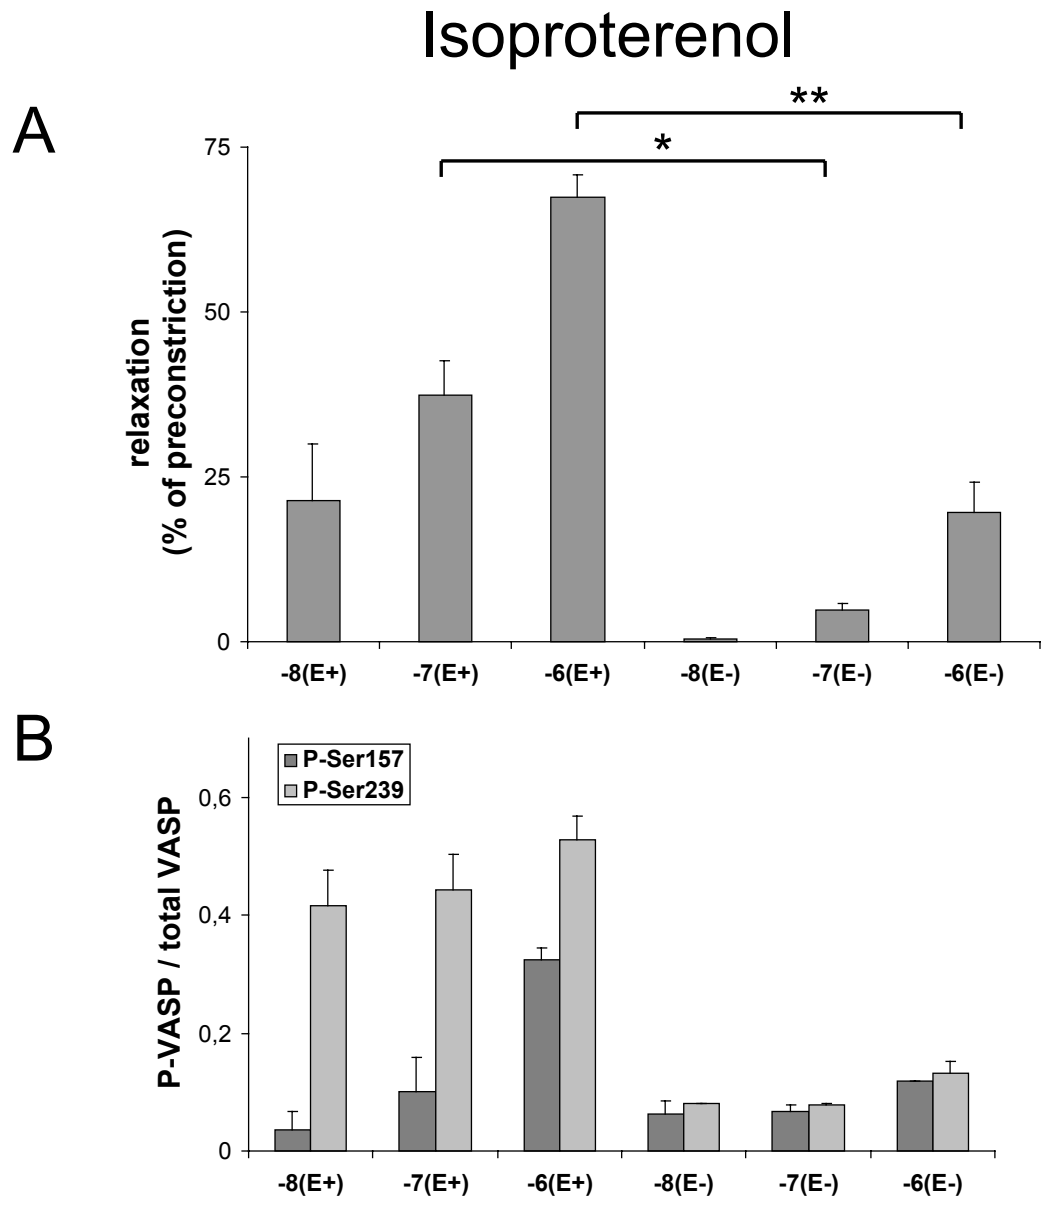 Isoproterenol
A
**
*
75
50
25
0
relaxation
(% of preconstriction)
-8(E+) -7(E+) -6(E+) -8(E-) -7(E-) -6(E-)
B
P-Ser157
P-Ser239
0,6
0,4
0,2
0
P-VASP / total VASP
-8(E+) -7(E+) -6(E+) -8(E-) -7(E-) -6(E-)